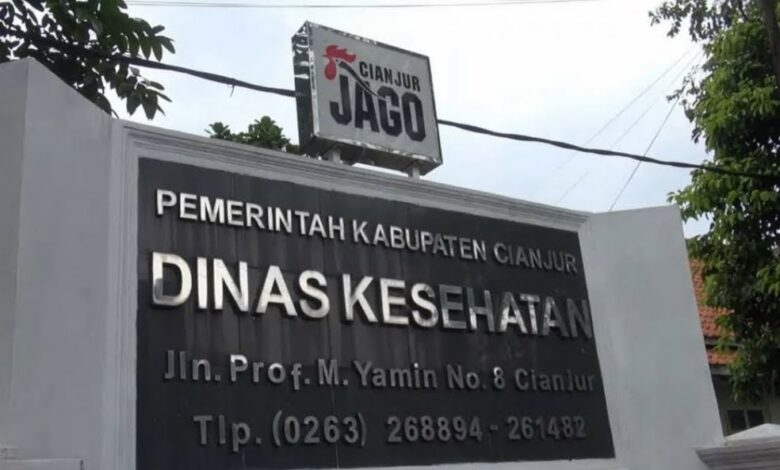 CIANJUR
JAGO
PEMERINTAH KABUPATEN CIANJUR
DINAS KESEHATAN
Jln. Prof. M. Yamin No. 8 Cianjur
Tlp. (0263) 268894 - 261482